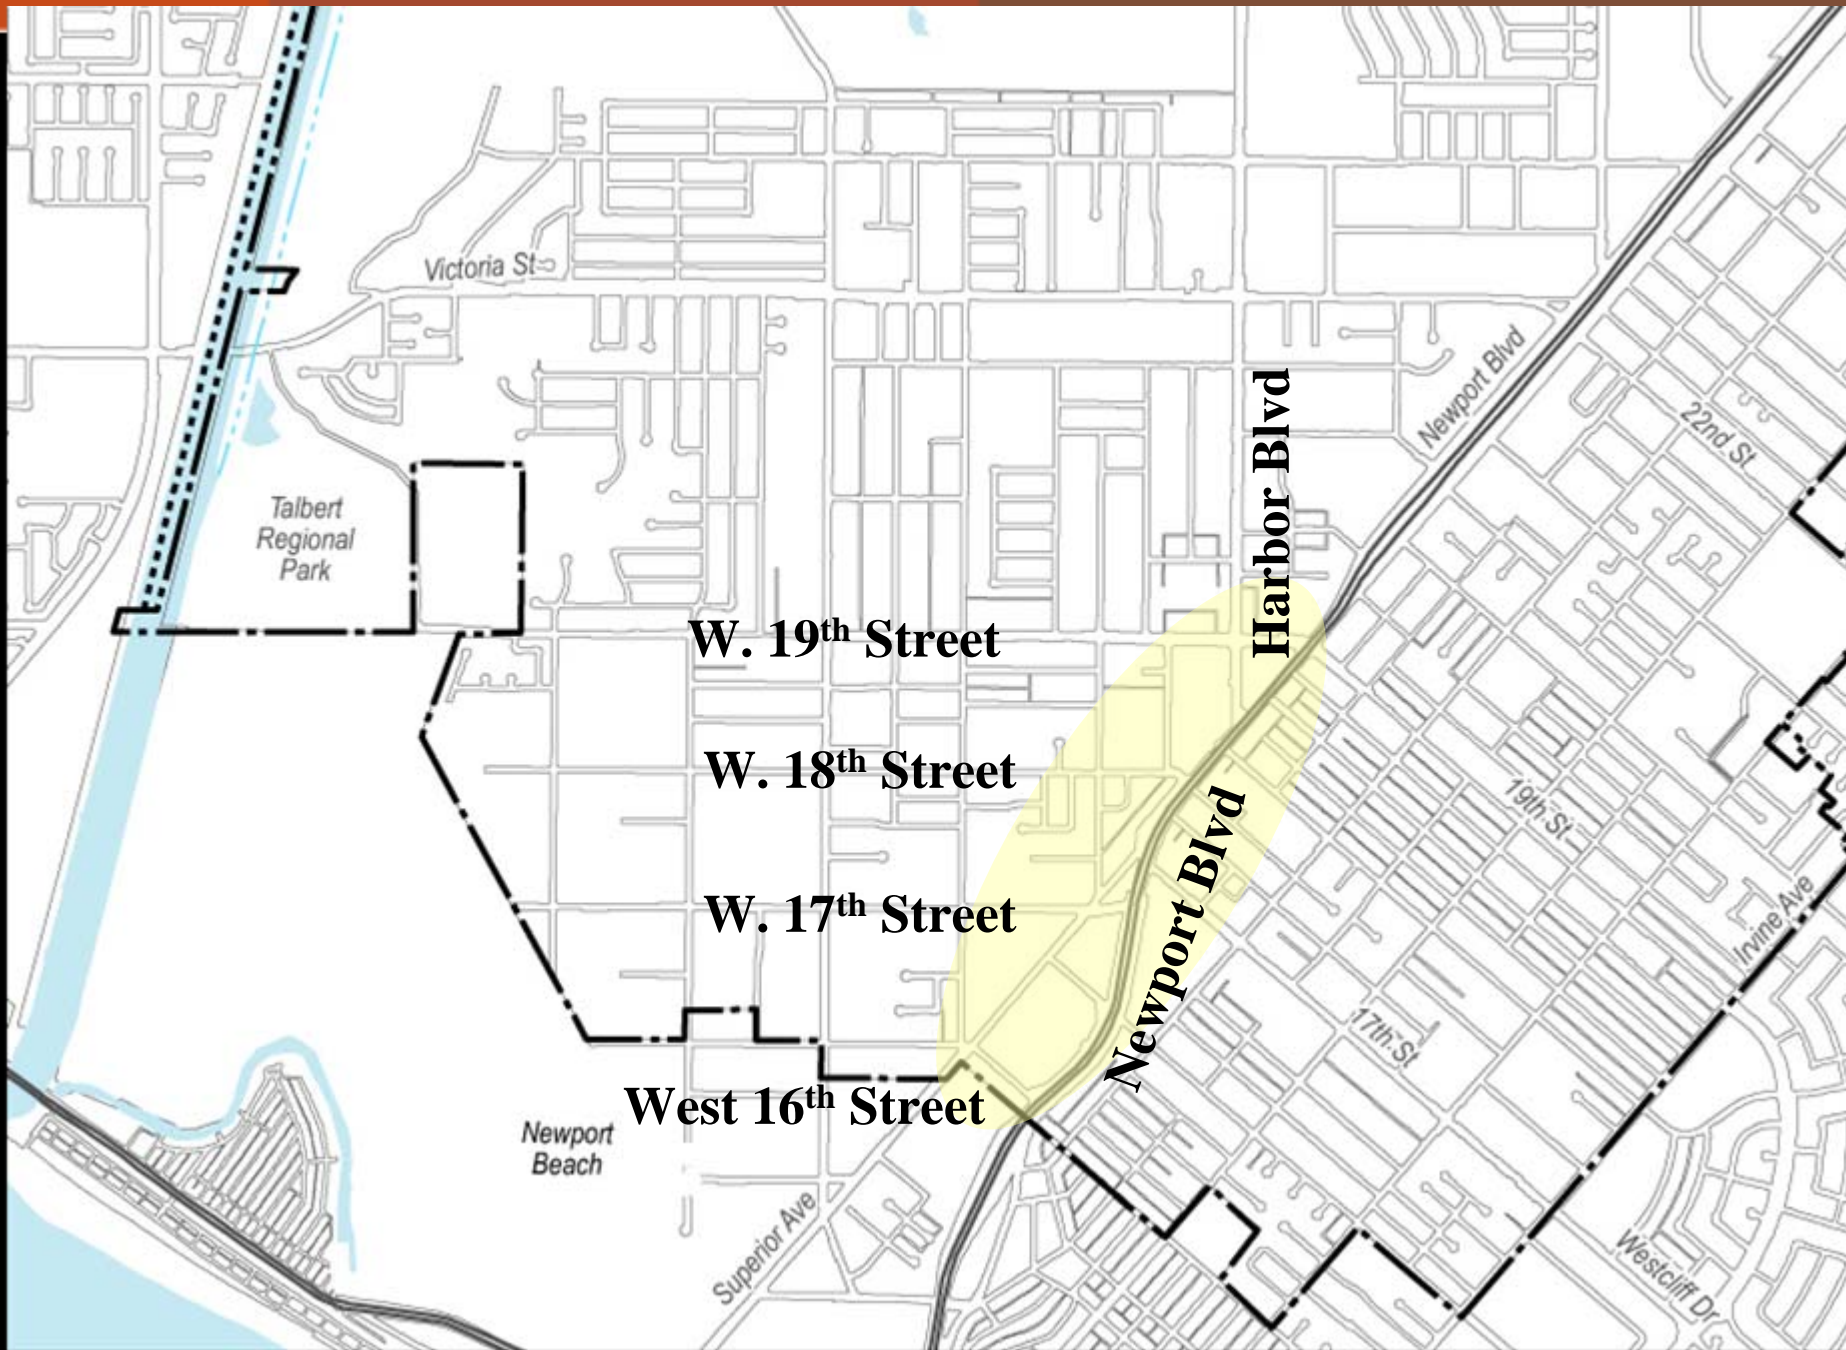 Victoria St
Newport Blvd
Harbor Blvd
22nd St
Talbert
Regional
Park
W. 19th Street
W. 18th Street
19th St
Newport Blvd
W. 17th Street
Irvine Ave
17th St
West 16th Street
Newport
Beach
Superior Ave
Westcliff Dr